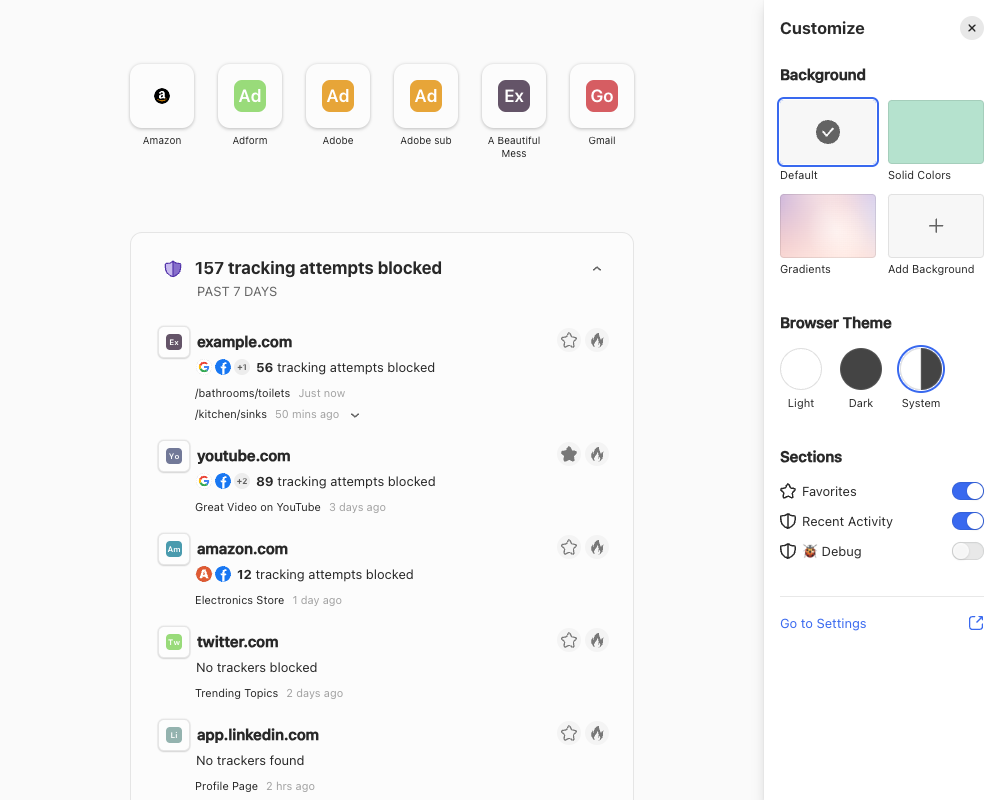 Ad
Ad
Ad
Ex
Go
Amazon
Adform
Adobe
Adobe sub
A Beautiful
Mess
Gmail
157 tracking attempts blocked
PAST 7 DAYS
Ex
example.com
+1
56 tracking attempts blocked
/bathrooms/toilets Just now
/kitchen/sinks 50 mins ago
Yo
youtube.com
+2
89 tracking attempts blocked
Great Video on YouTube 3 days ago
Am
amazon.com
A
12 tracking attempts blocked
Electronics Store 1 day ago
Tw
twitter.com
No trackers blocked
Trending Topics 2 days ago
Li
app.linkedin.com
No trackers found
Profile Page 2 hrs ago
Customize
Background
Default
Solid Colors
Gradients
Add Background
Browser Theme
Light
Dark
System
Sections
Favorites
Recent Activity
🐞 Debug
Go to Settings